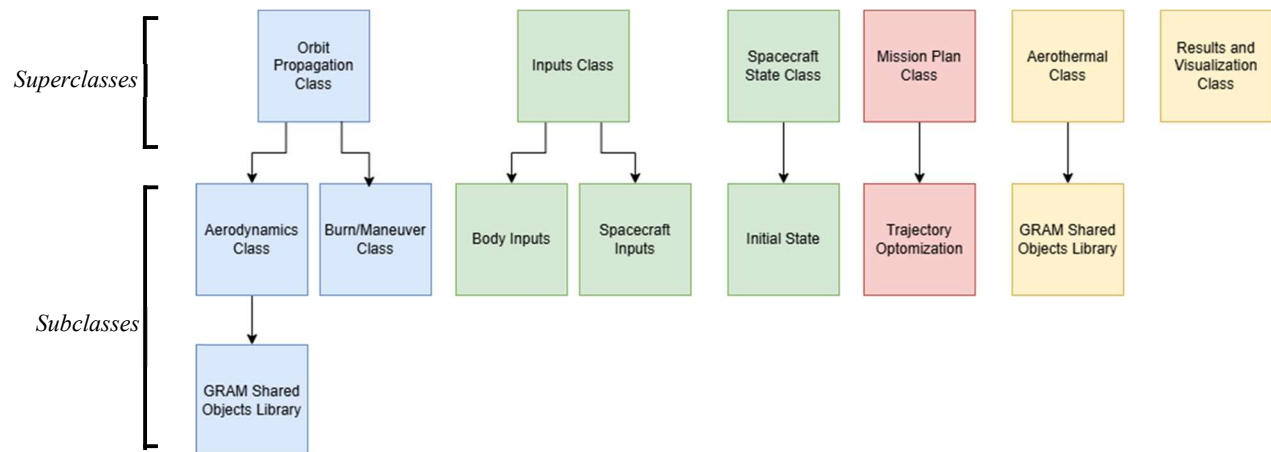 Superclasses
Orbit
Propagation
Class
Inputs Class
Spacecraft
State Class
Mission Plan
Class
Aerothermal
Class
Results and
Visualization
Class
Subclasses
Aerodynamics
Class
Burn/Maneuver
Class
Body Inputs
Spacecraft
Inputs
Initial State
Trajectory
Optomization
GRAM Shared
Objects Library
GRAM Shared
Objects Library